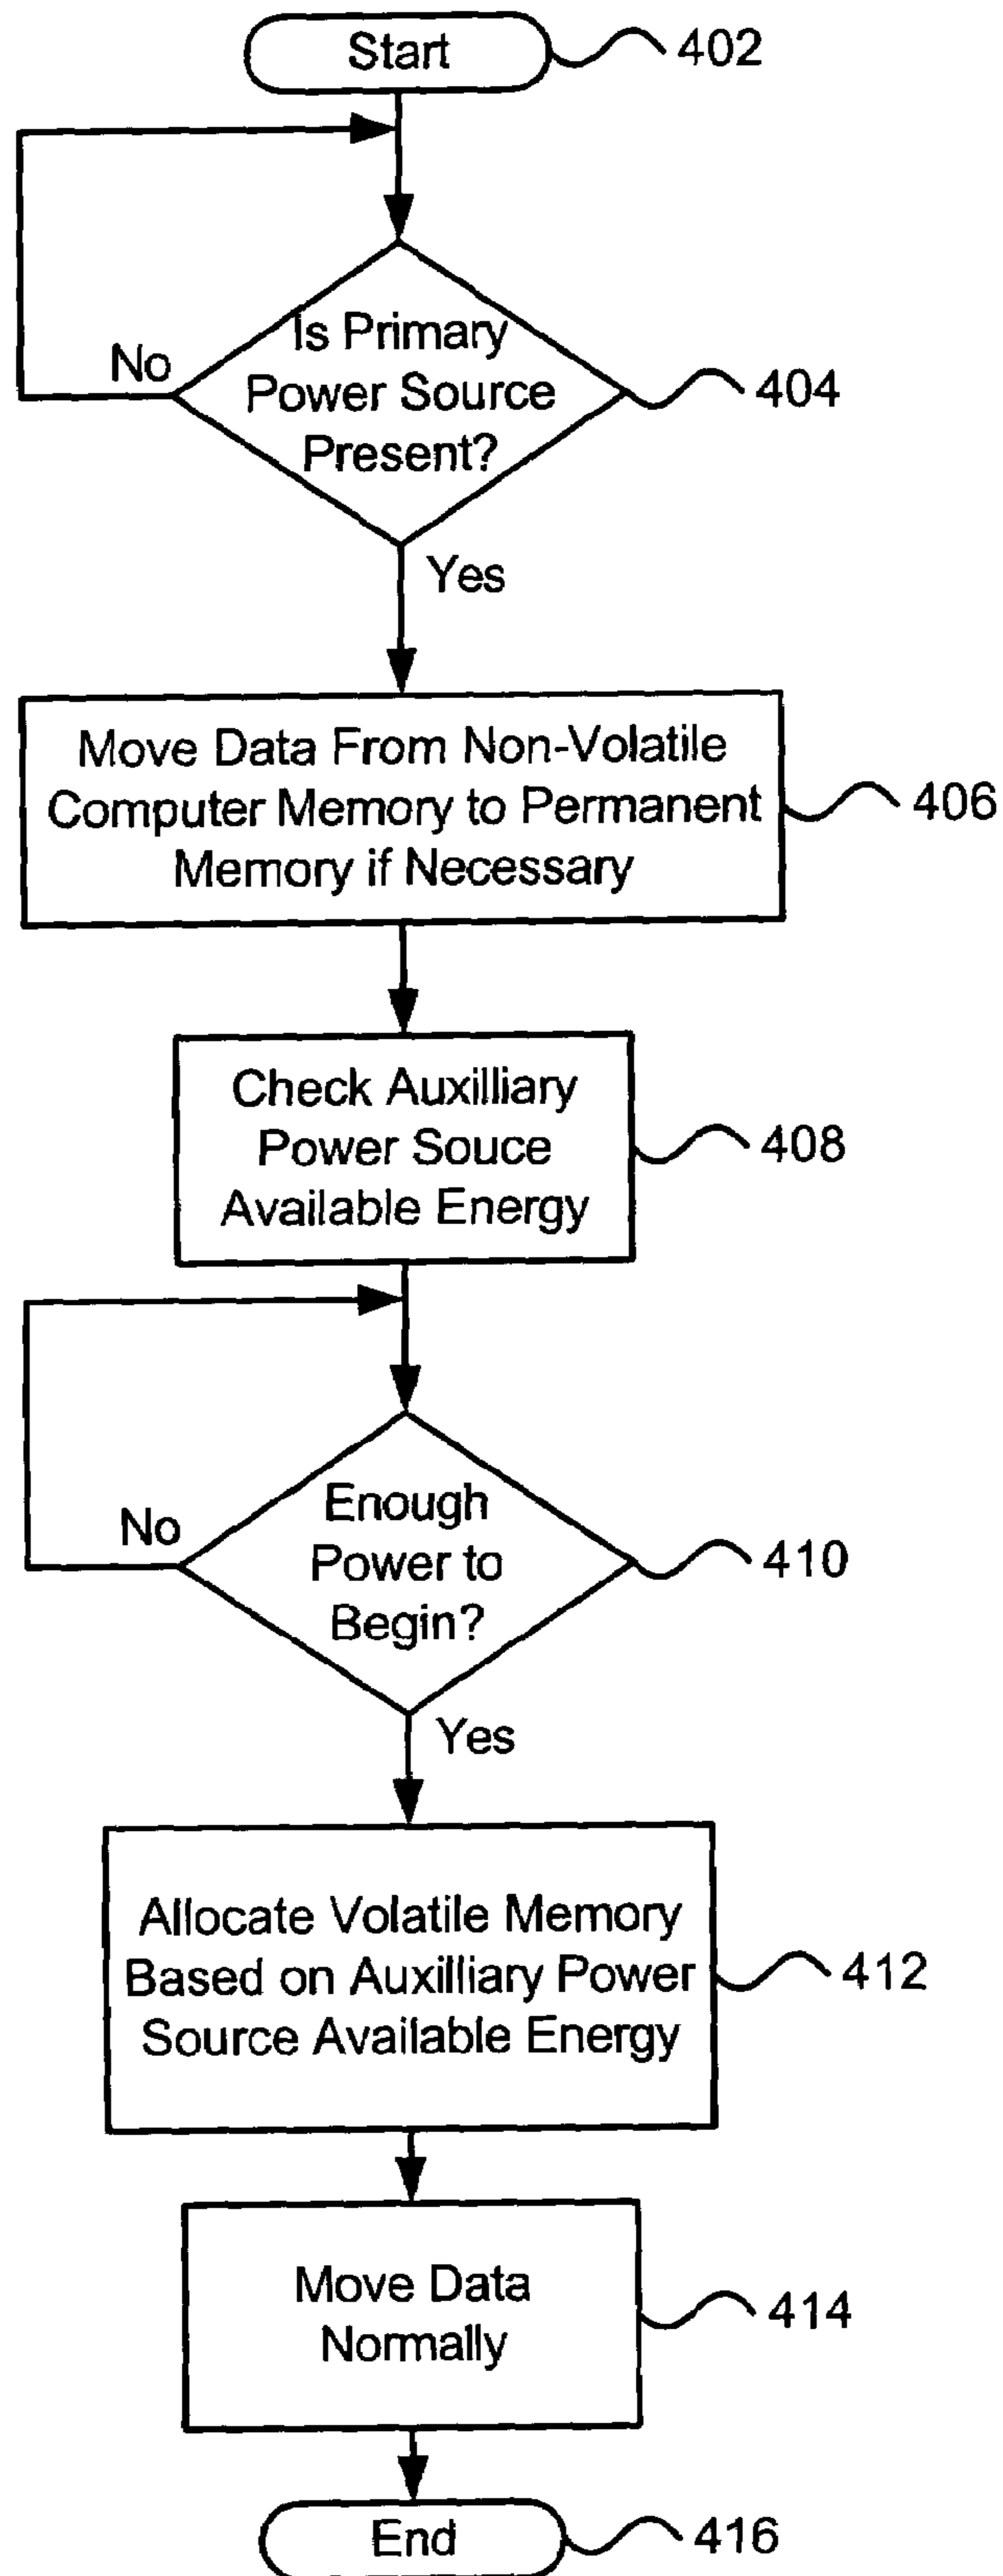 Start
402
Is Primary
Power Source
Present?
No
404
Yes
Move Data From Non-Volatile
Computer Memory to Permanent
Memory if Necessary
406
Check Auxilliary
Power Souce
Available Energy
408
Enough
Power to
Begin?
No
410
Yes
Allocate Volatile Memory
Based on Auxilliary Power
Source Available Energy
412
Move Data
Normally
414
End
416